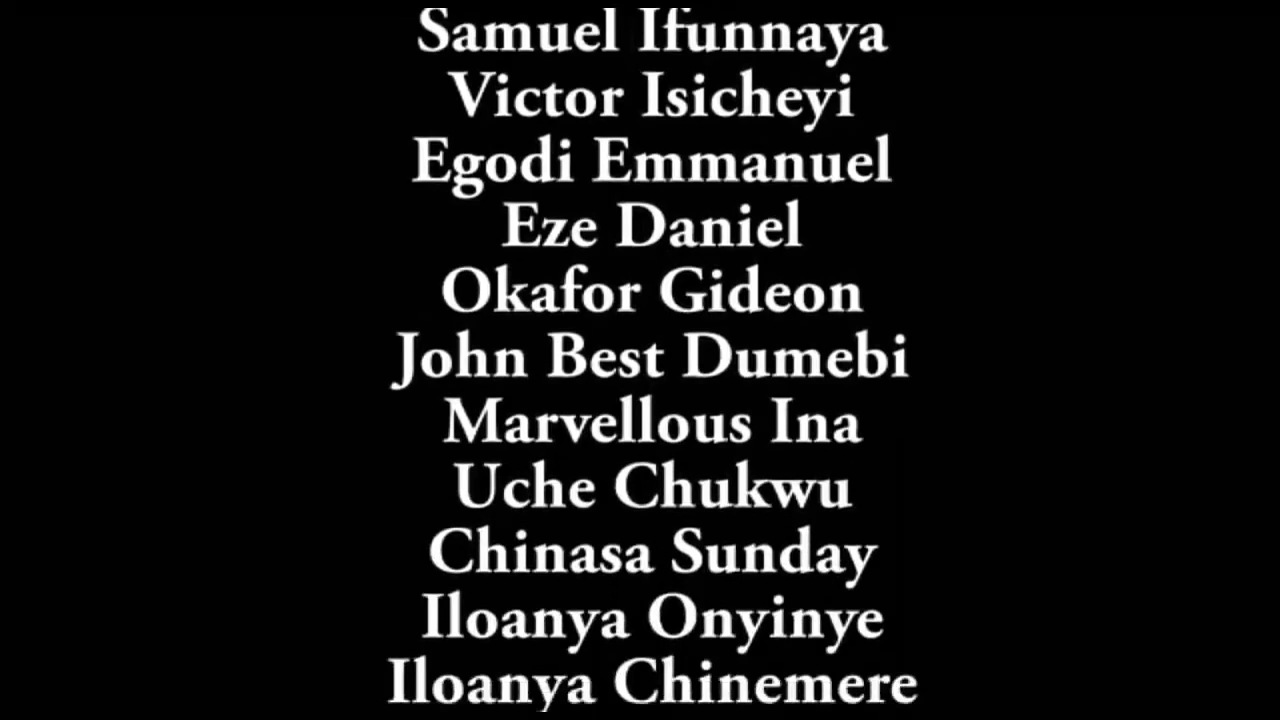 Samuel Ifunnaya
Victor Isicheyi
Egodi Emmanuel
Eze Daniel
Okafor Gideon
John Best Dumebi
Marvellous Ina
Uche Chukwu
Chinasa Sunday
Iloanya Onyinye
Iloanya Chinemere